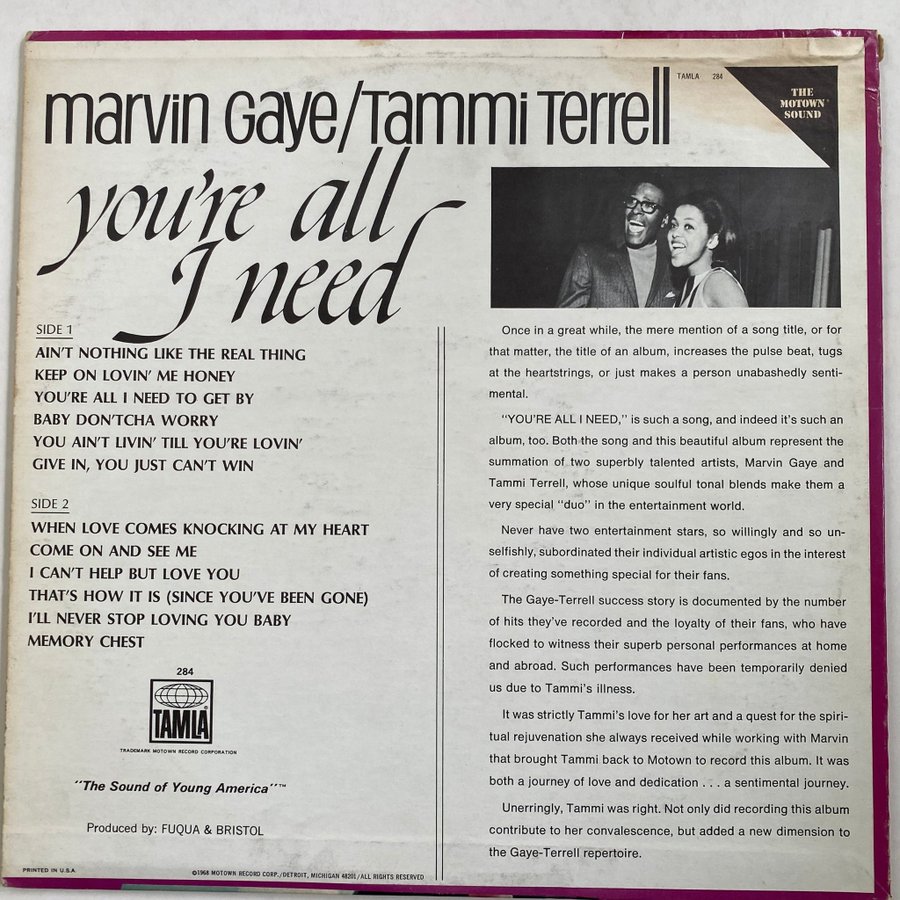 marvin Gaye/Tammi Terrell
TAMLA 284
THE
MOTOWN
SOUND
you're all
I need
SIDE 1
AIN'T NOTHING LIKE THE REAL THING
KEEP ON LOVIN' ME HONEY
YOU'RE ALL I NEED TO GET BY
BABY DON'TCHA WORRY
YOU AIN'T LIVIN' TILL YOU'RE LOVIN'
GIVE IN, YOU JUST CAN'T WIN
SIDE 2
WHEN LOVE COMES KNOCKING AT MY HEART
COME ON AND SEE ME
I CAN'T HELP BUT LOVE YOU
THAT'S HOW IT IS (SINCE YOU'VE BEEN GONE)
I'LL NEVER STOP LOVING YOU BABY
MEMORY CHEST
284
TAMLA
TRADEMARK MOTOWN RECORD CORPORATION
"The Sound of Young America"™
Produced by: FUQUA & BRISTOL
Once in a great while, the mere mention of a song title, or for
that matter, the title of an album, increases the pulse beat, tugs
at the heartstrings, or just makes a person unabashedly senti-
mental.
"YOU'RE ALL I NEED," is such a song, and indeed it's such an
album, too. Both the song and this beautiful album represent the
summation of two superbly talented artists, Marvin Gaye and
Tammi Terrell, whose unique soulful tonal blends make them a
very special "duo" in the entertainment world.
Never have two entertainment stars, so willingly and so un-
selfishly, subordinated their individual artistic egos in the interest
of creating something special for their fans.
The Gaye-Terrell success story is documented by the number
of hits they've recorded and the loyalty of their fans, who have
flocked to witness their superb personal performances at home
and abroad. Such performances have been temporarily denied
us due to Tammi's illness.
It was strictly Tammi's love for her art and a quest for the spiri-
tual rejuvenation she always received while working with Marvin
that brought Tammi back to Motown to record this album. It was
both a journey of love and dedication . . . a sentimental journey.
Unerringly, Tammi was right. Not only did recording this album
contribute to her convalescence, but added a new dimension to
the Gaye-Terrell repertoire.
PRINTED IN U.S.A.
©1968 MOTOWN RECORD CORP./DETROIT, MICHIGAN 48201/ALL RIGHTS RESERVED